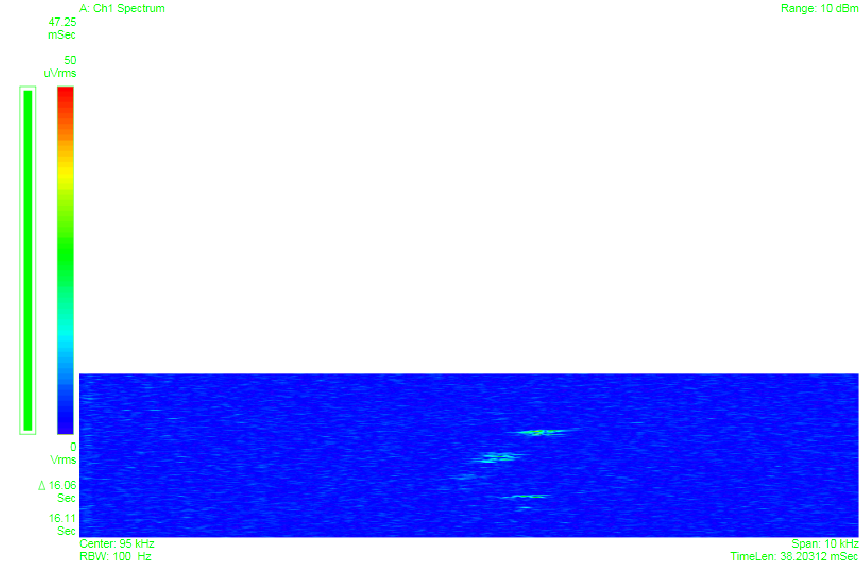 A: Ch1 Spectrum
Range: 10 dBm
47.25
mSec
50
uVrms
0
Vrms
Δ 16.06
Sec
16.11
Sec
Center: 95 kHz
Span: 10 kHz
RBW: 100 Hz
TimeLen: 38.20312 mSec